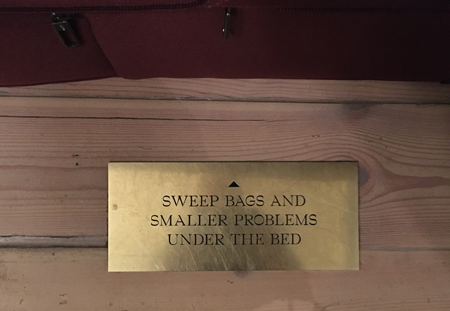 SWEEP BAGS AND
SMALLER PROBLEMS
UNDER THE BED